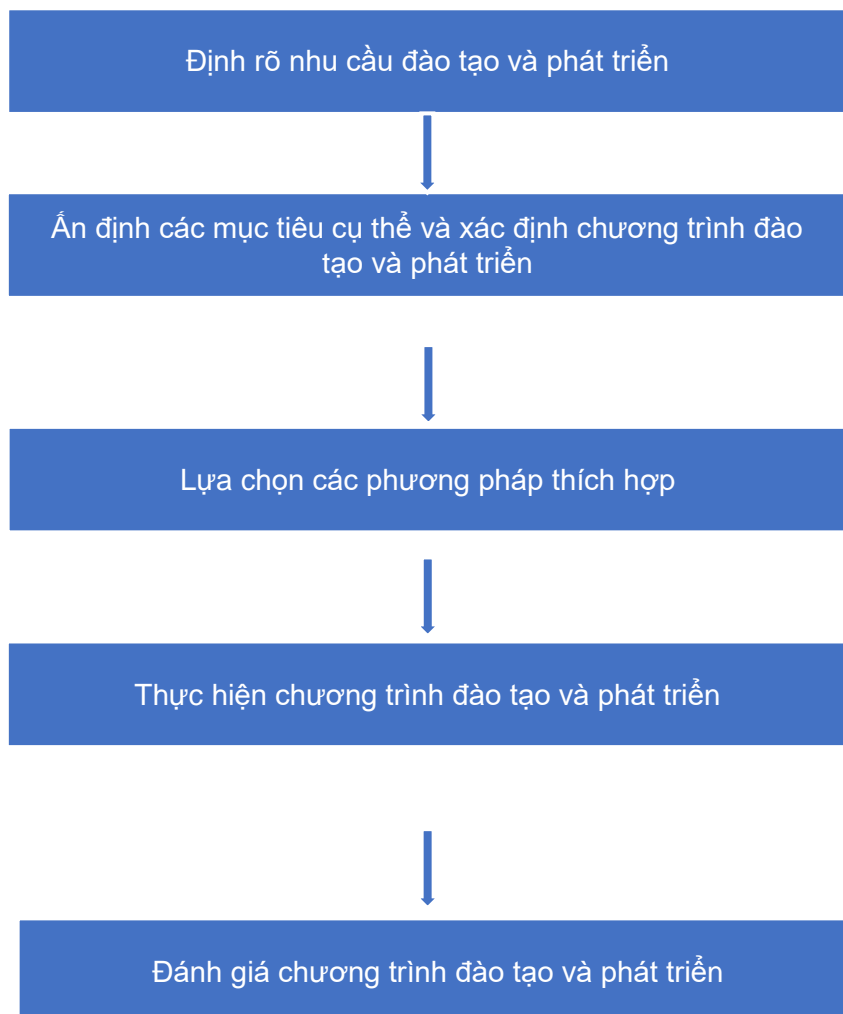 Định rõ nhu cầu đào tạo và phát triển
Ấn định các mục tiêu cụ thể và xác định chương trình đào
tạo và phát triển
Lựa chọn các phương pháp thích hợp
Thực hiện chương trình đào tạo và phát triển
Đánh giá chương trình đào tạo và phát triển